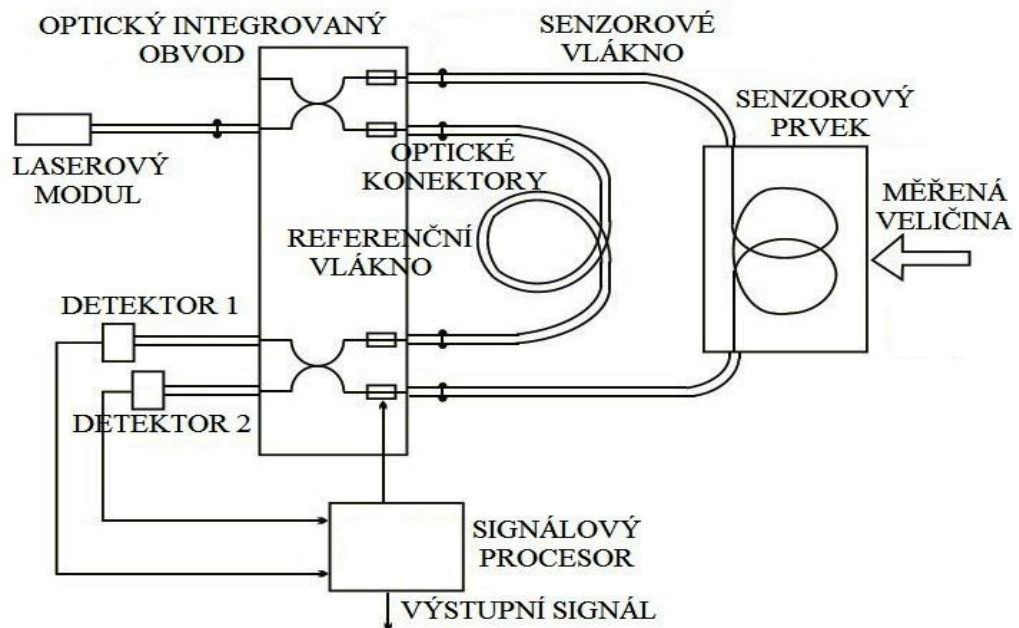 OPTICKÝ INTEGROVANÝ
OBVOD
SENZOROVÉ
VLÁKNO
SENZOROVÝ
PRVEK
LASEROVÝ
MODUL
OPTICKÉ
KONEKTORY
MĚŘENÁ
VELIČINA
REFERENČNÍ
VLÁKNO
DETEKTOR 1
DETEKTOR 2
SIGNÁLOVÝ
PROCESOR
VÝSTUPNÍ SIGNÁL